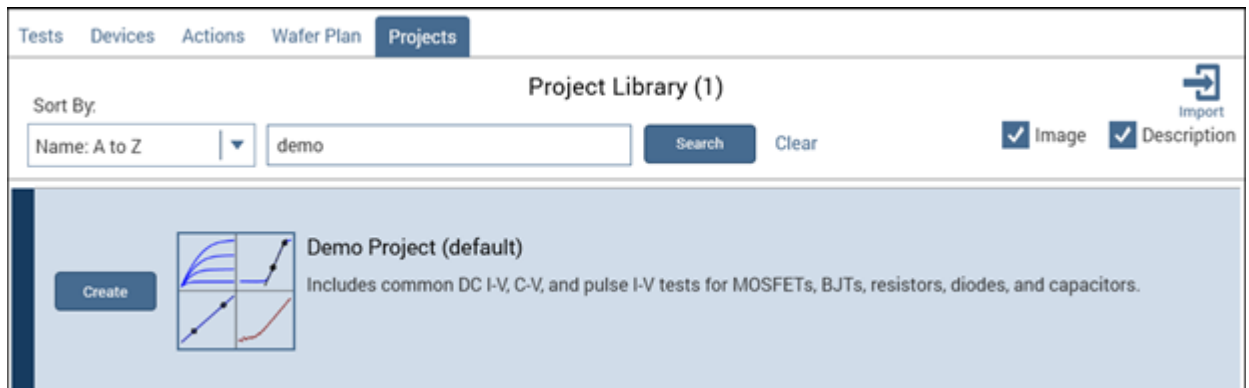 Tests Devices Actions Wafer Plan Projects
Project Library (1)
Import
Sort By:
Name: A to Z demo Search Clear Image Description
Demo Project (default)
Create
Includes common DC I-V, C-V, and pulse I-V tests for MOSFETs, BJTs, resistors, diodes, and capacitors.